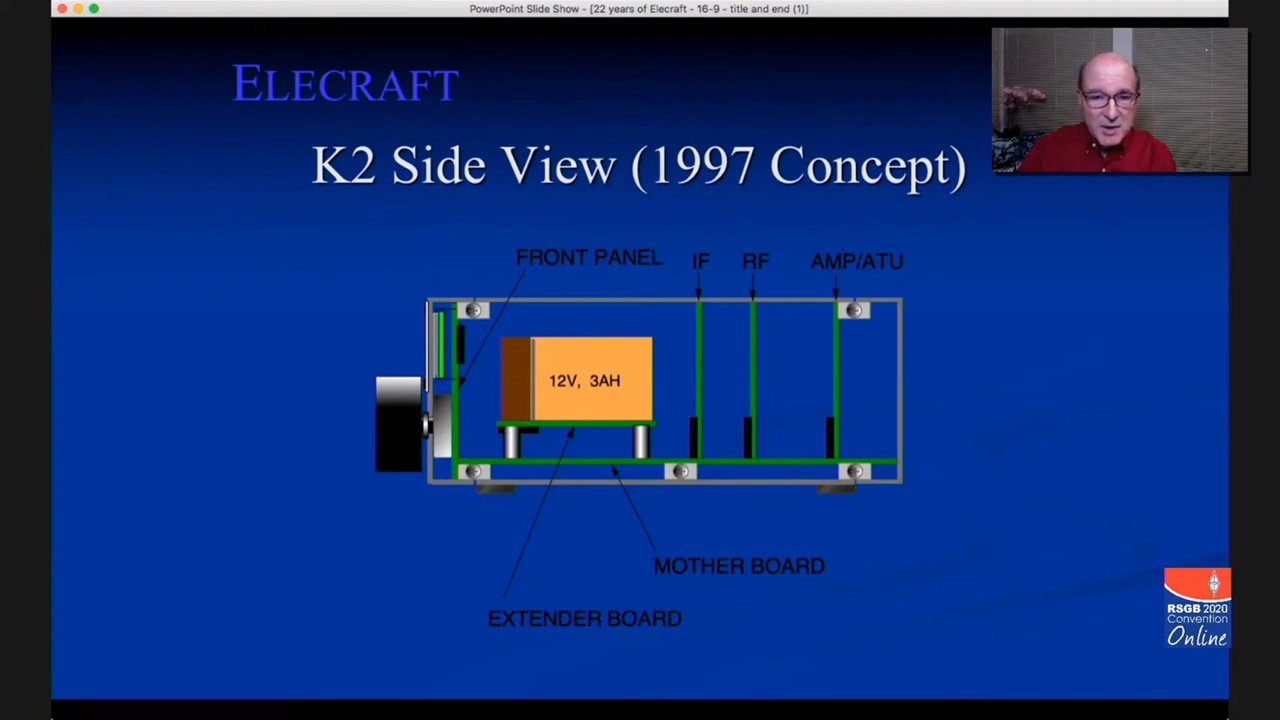 PowerPoint Slide Show - [22 years of Elecraft - 16-9 - title and end (1)]
ELECRAFT
K2 Side View (1997 Concept)
FRONT PANEL IF RF AMP/ATU
12V, 3AH
MOTHER BOARD
EXTENDER BOARD
RSGB 2020
Convention
Online